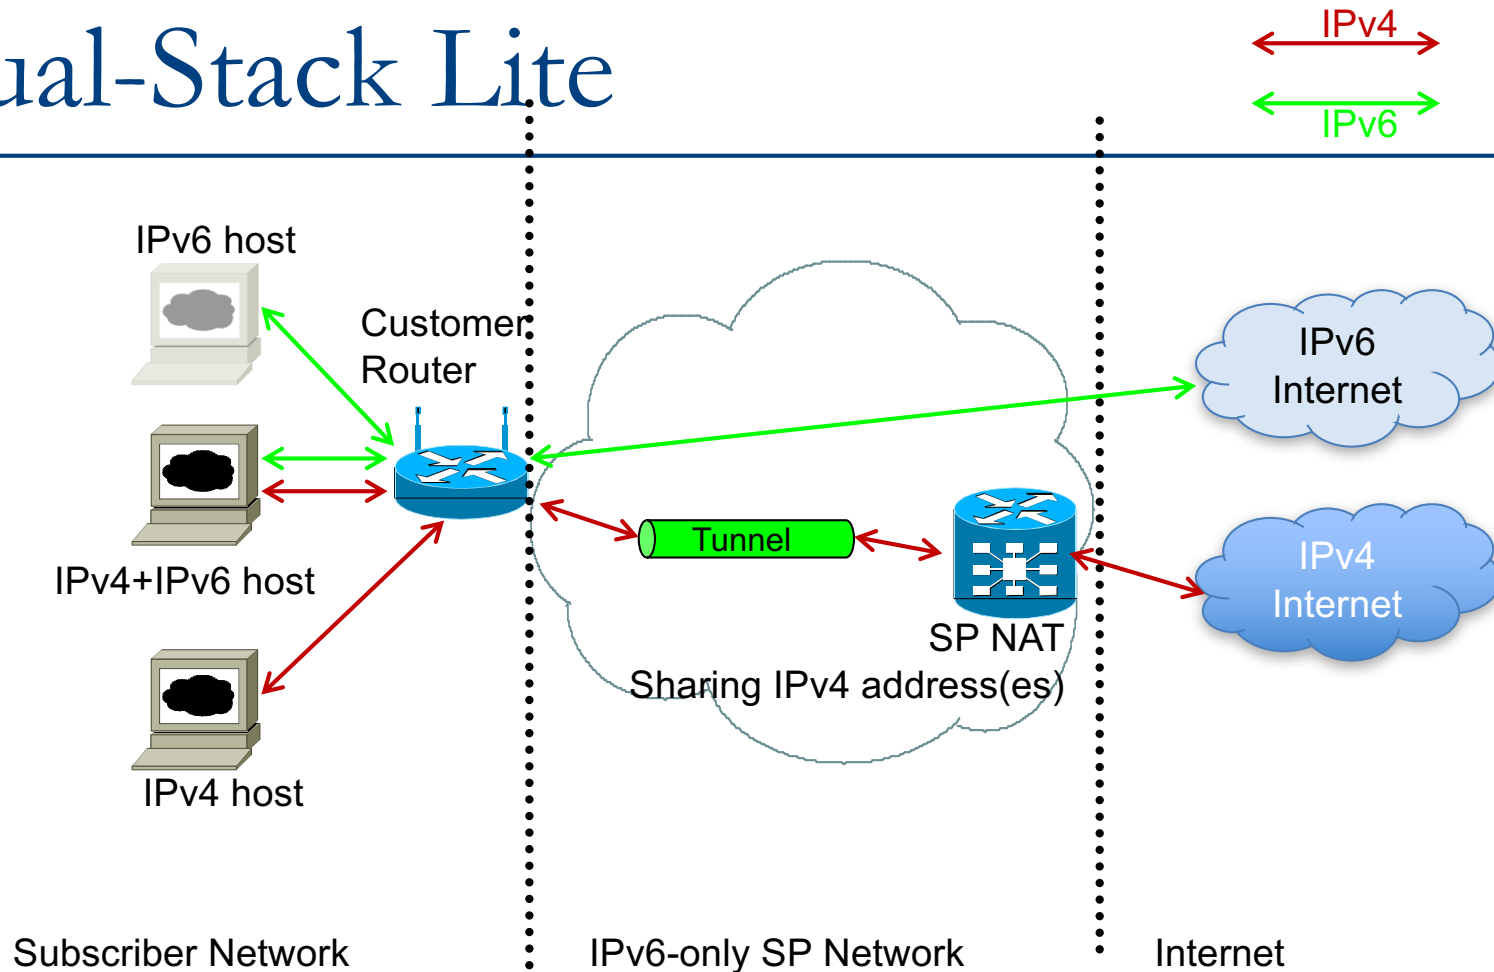 ual-Stack Lite
IPv4
IPv6
IPv6 host
Customer
Router
IPv6
Internet
Tunnel
IPv4+IPv6 host
IPv4
Internet
SP NAT
Sharing IPv4 address(es)
IPv4 host
Subscriber Network
IPv6-only SP Network
Internet